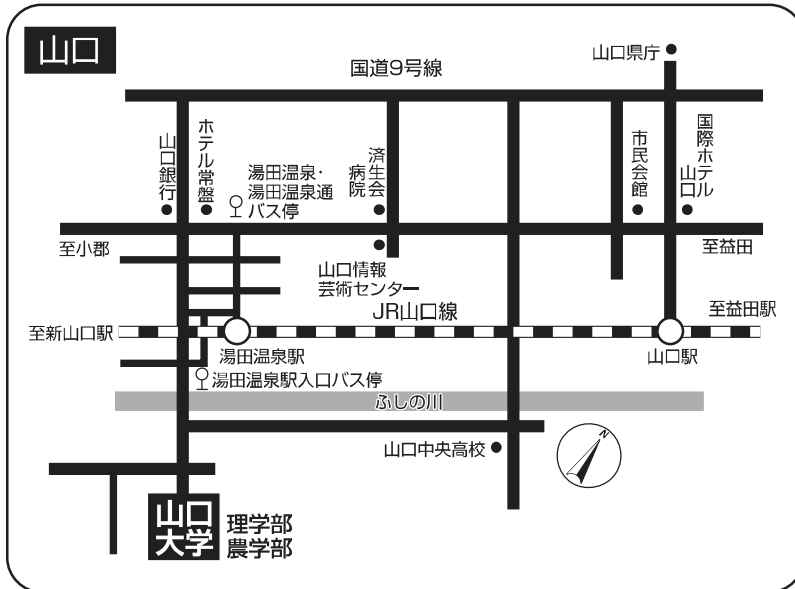 山口
山口県庁
国道9号線
山口銀行
ホテル常盤
湯田温泉・
湯田温泉通
バス停
済生会
病院
市民会館
国際ホテル
山口
至小郡
至益田
山口情報
芸術センター
JR山口線
至益田駅
至新山口駅
湯田温泉駅
山口駅
湯田温泉駅入口バス停
ふしの川
山口中央高校
N
山口
大学
理学部
農学部